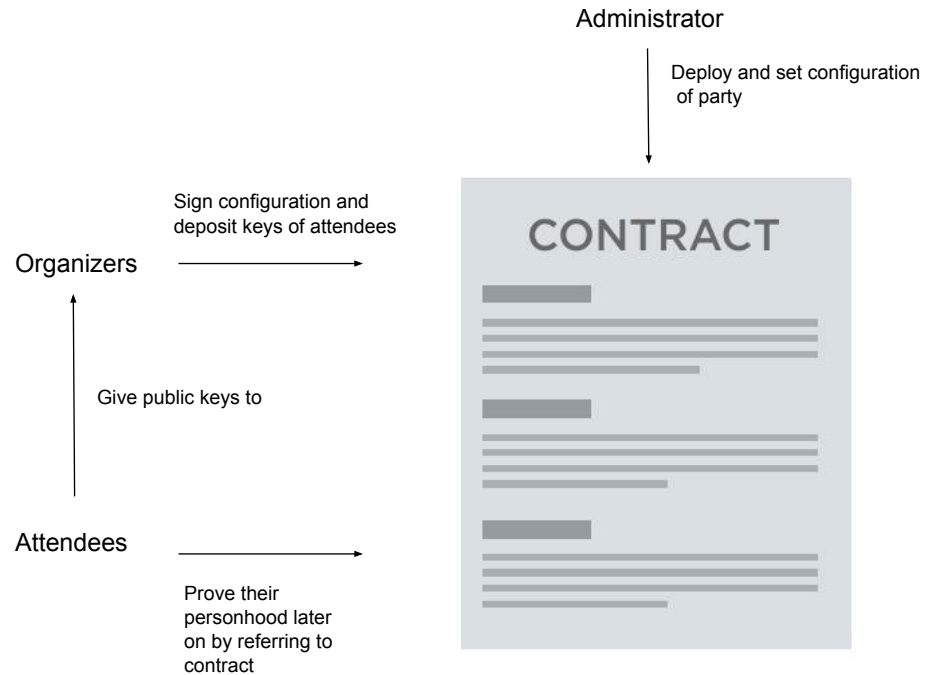 Administrator
Deploy and set configuration
of party
Sign configuration and
deposit keys of attendees
CONTRACT
Organizers
Give public keys to
Attendees
Prove their
personhood later
on by referring to
contract